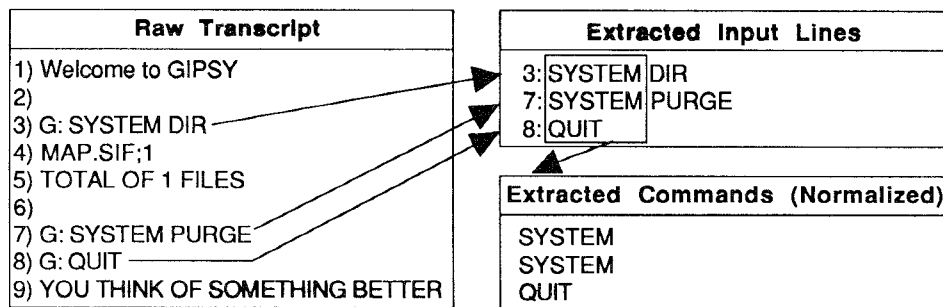 Raw Transcript
1) Welcome to GIPSY
2)
3) G: SYSTEM DIR
4) MAP.SIF;1
5) TOTAL OF 1 FILES
6)
7) G: SYSTEM PURGE
8) G: QUIT
9) YOU THINK OF SOMETHING BETTER
Extracted Input Lines
3: SYSTEM DIR
7: SYSTEM PURGE
8: QUIT
Extracted Commands (Normalized)
SYSTEM
SYSTEM
QUIT